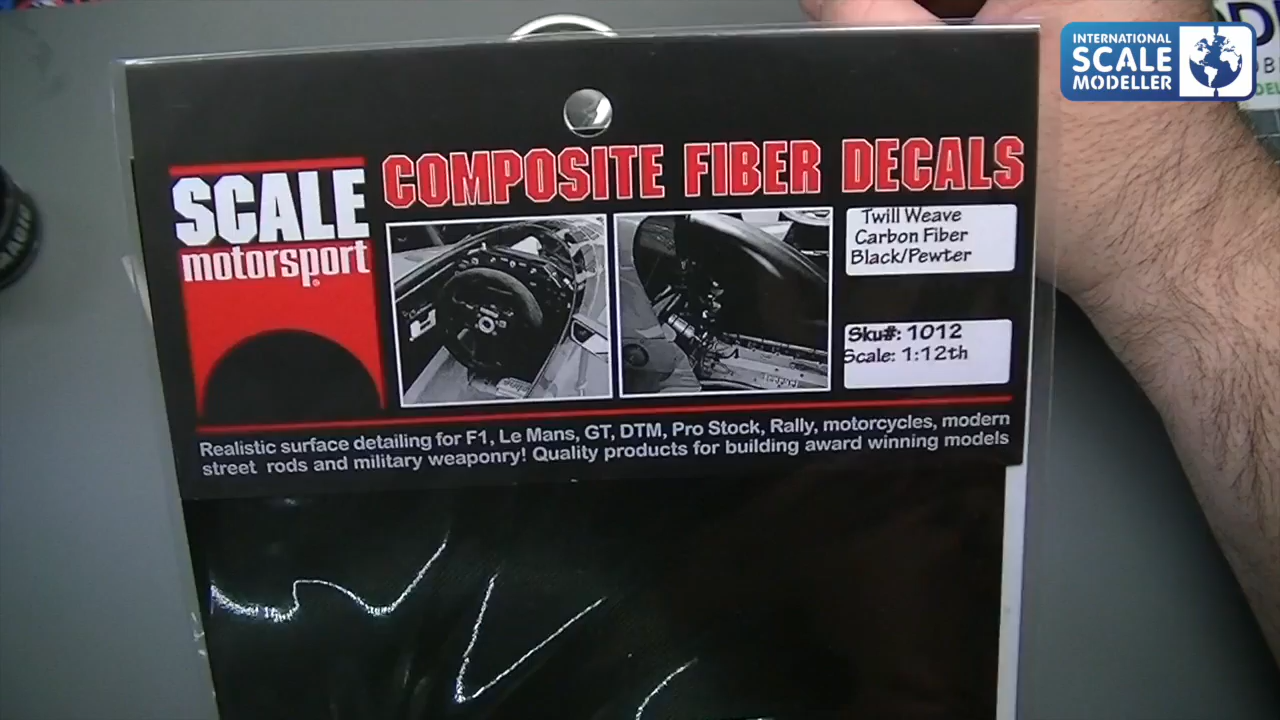 INTERNATIONAL
SCALE
MODELLER
COMPOSITE FIBER DECALS
SCALE
motorsport
Twill Weave
Carbon Fiber
Black/Pewter
Sku#: 1012
Scale: 1:12th
Realistic surface detailing for F1, Le Mans, GT, DTM, Pro Stock, Rally, motorcycles, modern
street rods and military weaponry! Quality products for building award winning models